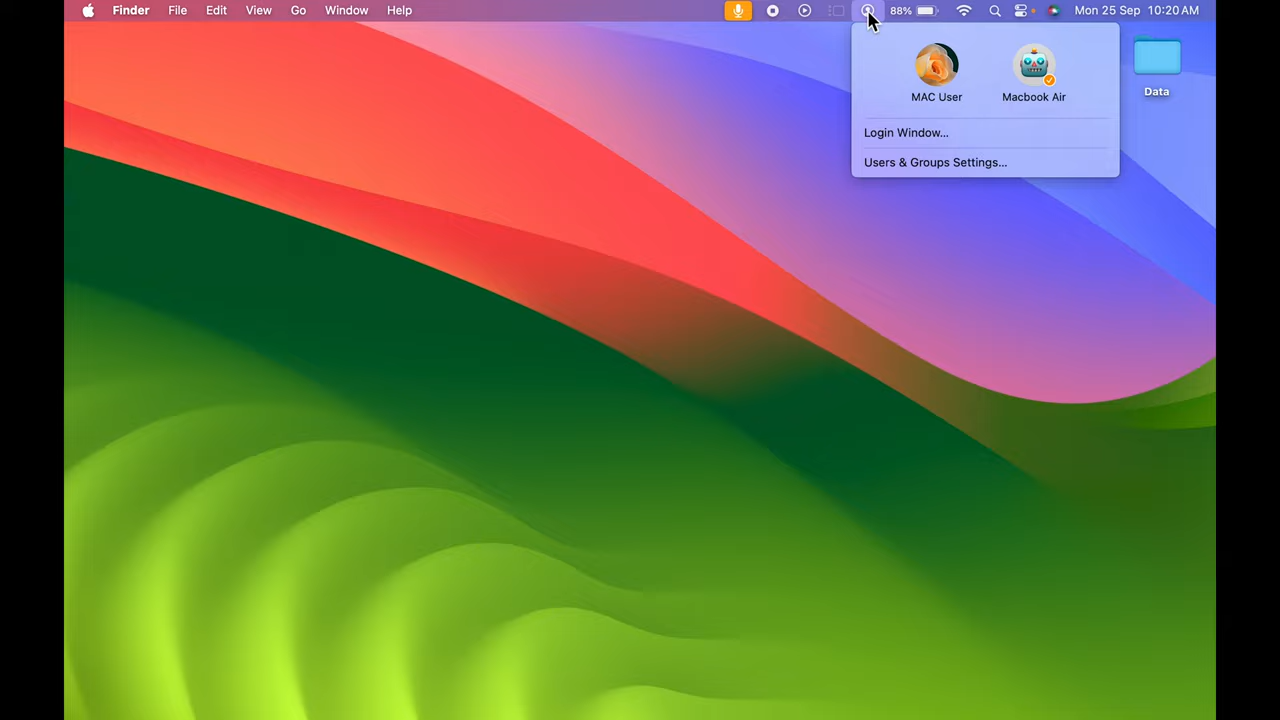 Finder File Edit View Go Window Help 88% Mon 25 Sep 10:20 AM
MAC User Macbook Air
Data
Login Window...
Users & Groups Settings...